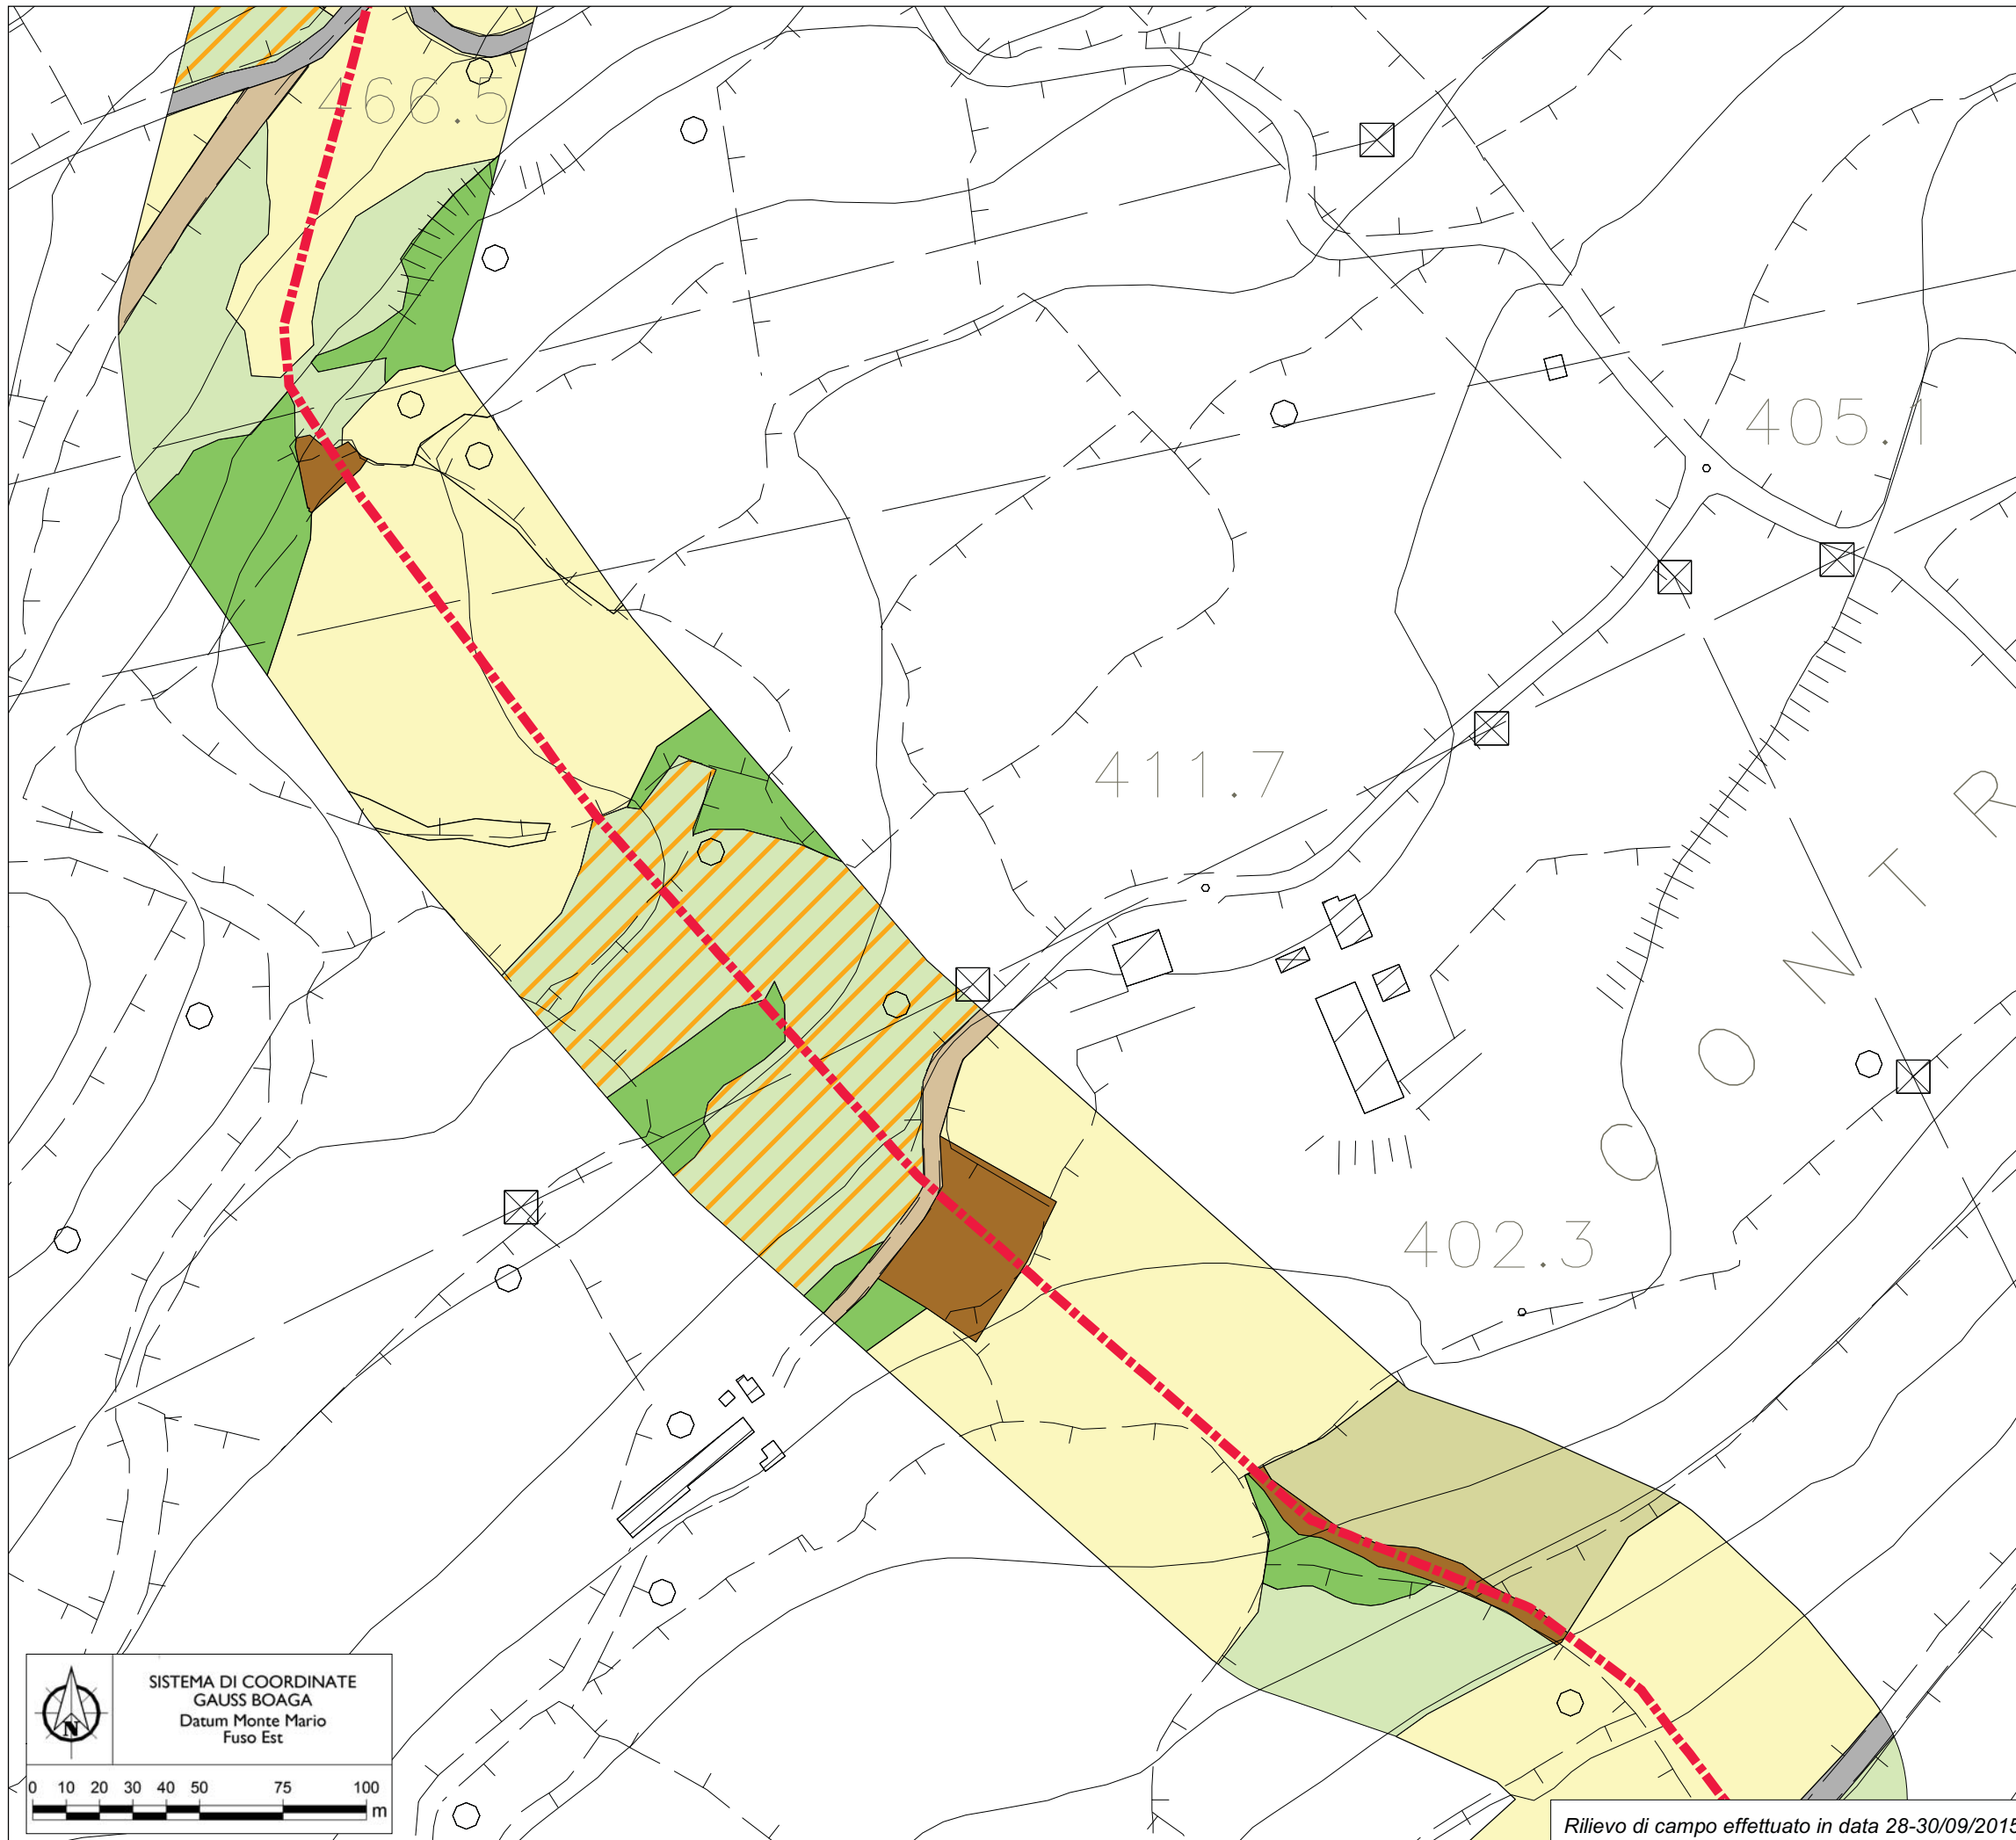 466.5
405.1
411.7
C O N T R
402.3
SISTEMA DI COORDINATE
GAUSS BOAGA
Datum Monte Mario
Fuso Est
N
0 10 20 30 40 50 75 100
m
Rilievo di campo effettuato in data 28-30/09/2015